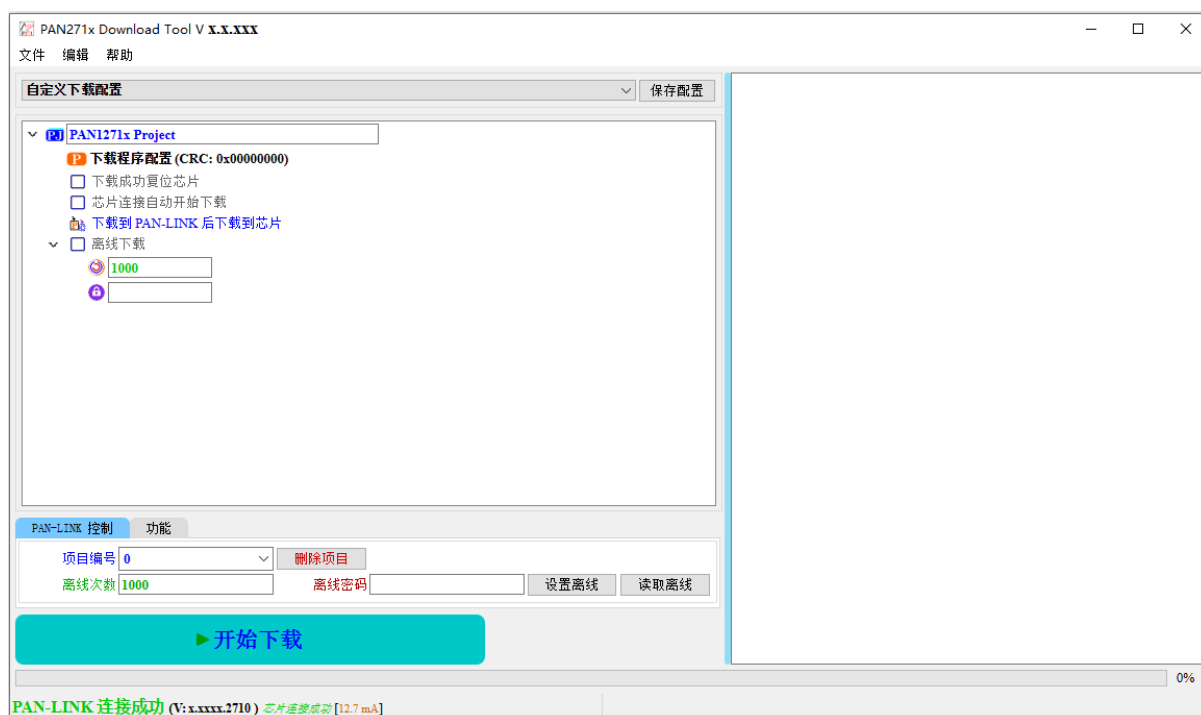 PAN271x Download Tool V x.x.xxx
文件 编辑 帮助
自定义下载配置 保存配置
PJ PAN1271x Project
P 下载程序配置 (CRC: 0x00000000)
下载成功复位芯片
芯片连接自动开始下载
下载到 PAN-LINK 后下载到芯片
离线下载
1000
PAN-LINK 控制 功能
项目编号 0 删除项目
离线次数 1000 离线密码 设置离线 读取离线
开始下载
0%
PAN-LINK 连接成功 (V: x.xxxx.2710 ) 芯片连接成功 [12.7 mA]